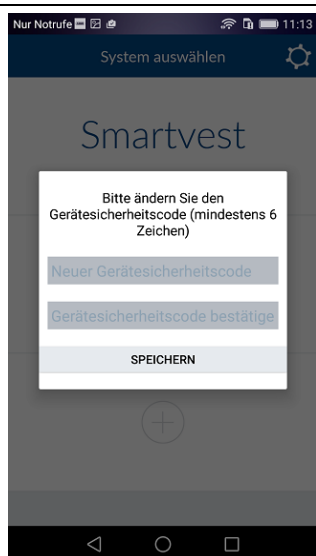 Nur Notrufe 11:13
System auswählen
Smartvest
Bitte ändern Sie den
Gerätesicherheitscode (mindestens 6
Zeichen)
Neuer Gerätesicherheitscode
Gerätesicherheitscode bestätige
SPEICHERN